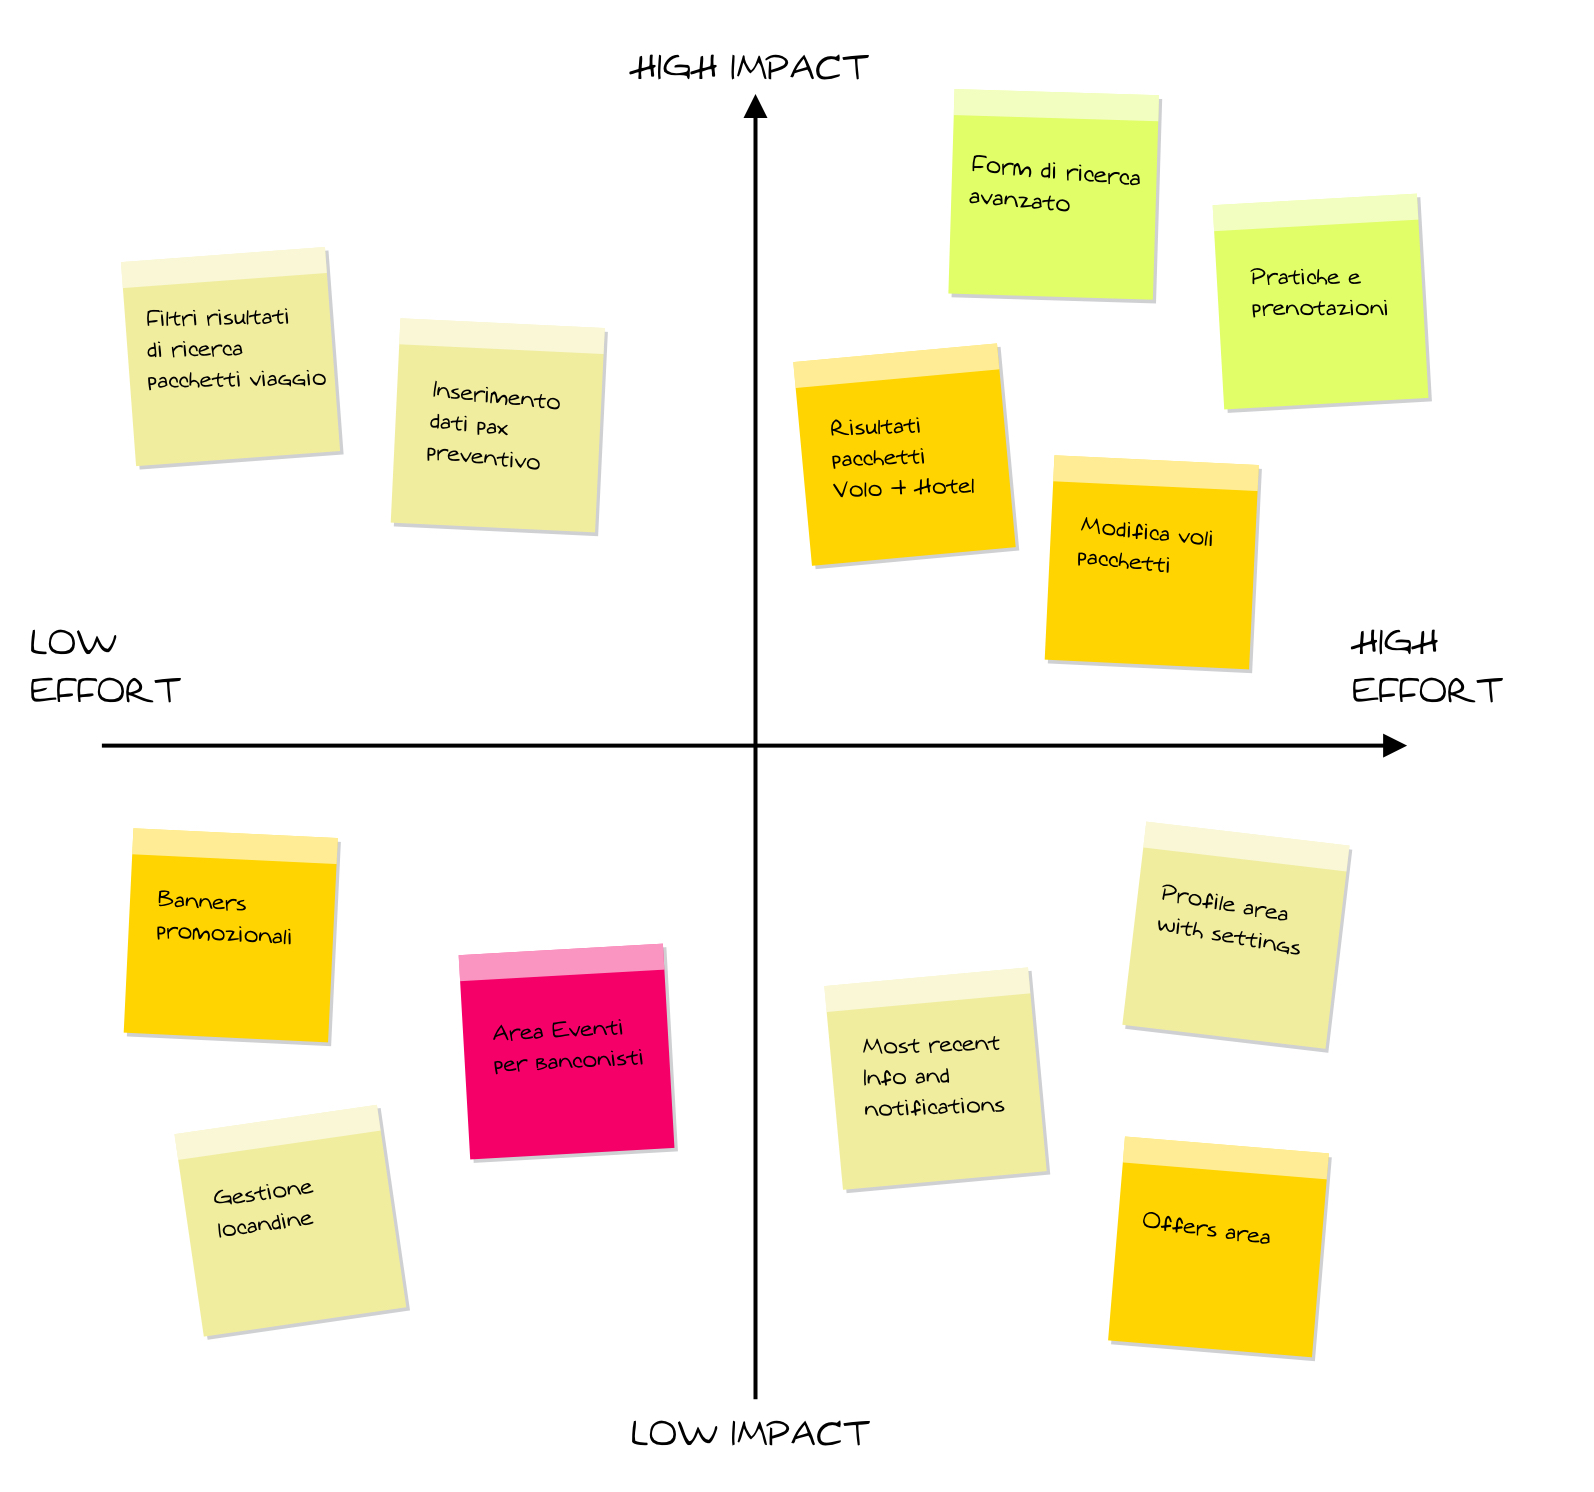 HIGH IMPACT
Form di ricerca
avanzato
Pratiche e
prenotazioni
Filtri risultati
di ricerca
pacchetti viaggio
Inserimento
dati pax
preventivo
Risultati
pacchetti
Volo + Hotel
Modifica voli
pacchetti
LOW
EFFORT
HIGH
EFFORT
Banners
promozionali
Area Eventi
per Banconisti
Gestione
locandine
Profile area
with settings
Most recent
Info and
notifications
Offers area
LOW IMPACT